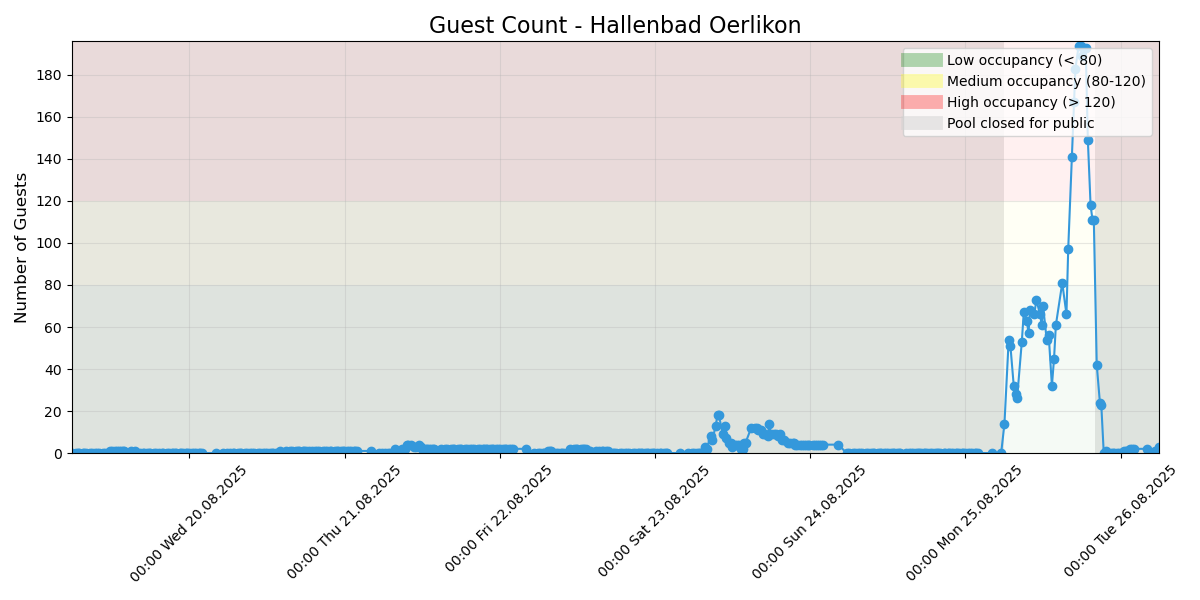 Guest Count - Hallenbad Oerlikon
Number of Guests
180
160
140
120
100
80
60
40
20
0
Low occupancy (< 80)
Medium occupancy (80-120)
High occupancy (> 120)
Pool closed for public
00:00 Wed 20.08.2025
00:00 Thu 21.08.2025
00:00 Fri 22.08.2025
00:00 Sat 23.08.2025
00:00 Sun 24.08.2025
00:00 Mon 25.08.2025
00:00 Tue 26.08.2025